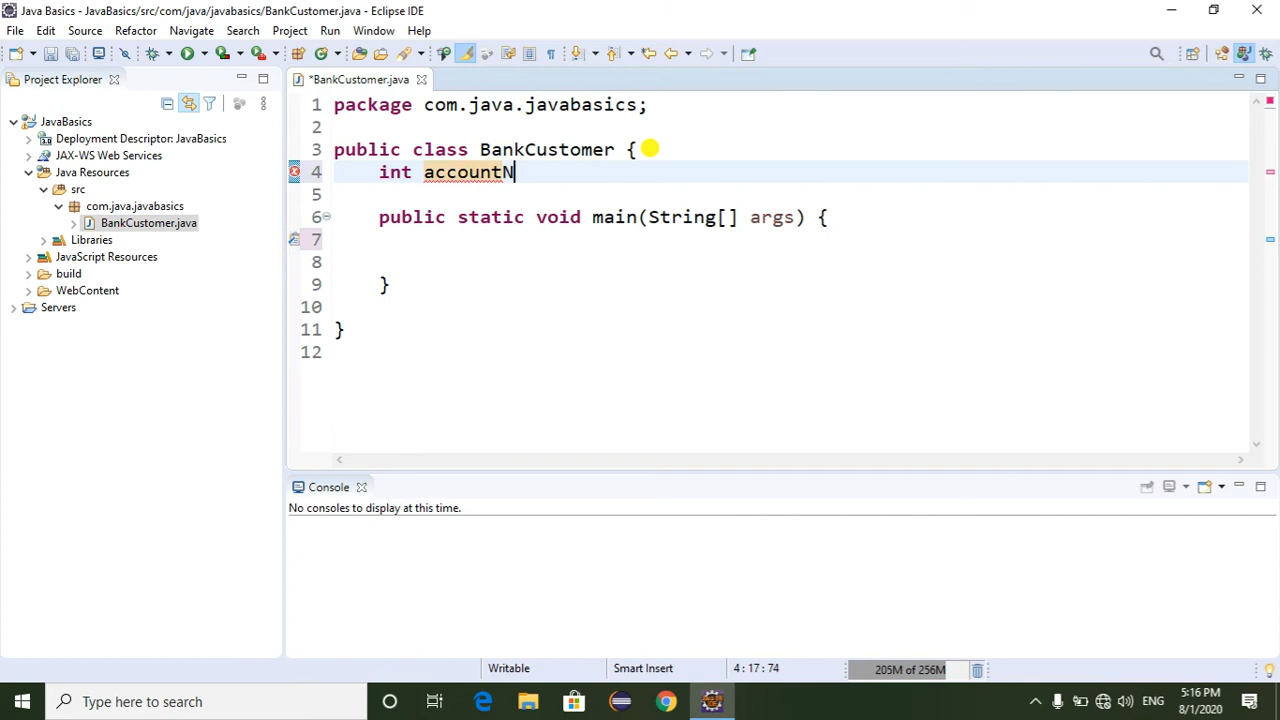 Java Basics - JavaBasics/src/com/java/javabasics/BankCustomer.java - Eclipse IDE
File Edit Source Refactor Navigate Search Project Run Window Help
Project Explorer
*BankCustomer.java
JavaBasics
Deployment Descriptor: JavaBasics
JAX-WS Web Services
Java Resources
src
com.java.javabasics
BankCustomer.java
Libraries
JavaScript Resources
build
WebContent
Servers
1 package com.java.javabasics;
2
3 public class BankCustomer {
4 int accountN
5
6 public static void main(String[] args) {
7
8
9 }
10
11 }
12
Console
No consoles to display at this time.
Writable Smart Insert 4 : 17 : 74 205M of 256M
Type here to search
ENG
5:16 PM
8/1/2020